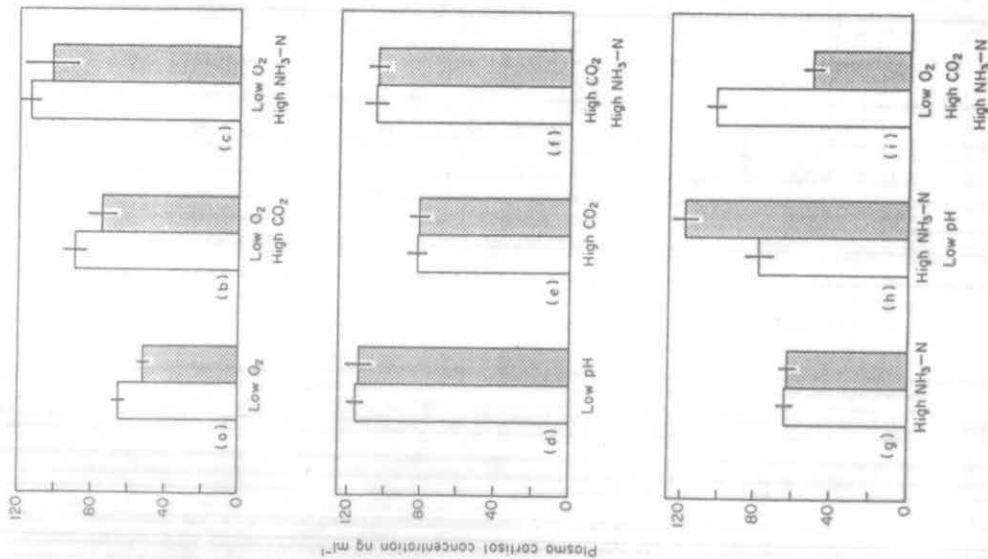 Plasma cortisol concentration ng ml⁻¹
120
80
40
0
(a)
Low O₂
(b)
Low O₂
High CO₂
(c)
Low O₂
High NH₃–N
120
80
40
0
(d)
Low pH
(e)
High CO₂
(f)
High CO₂
High NH₃–N
120
80
40
0
(g)
High NH₃–N
(h)
High NH₃–N
Low pH
(i)
Low O₂
High CO₂
High NH₃–N